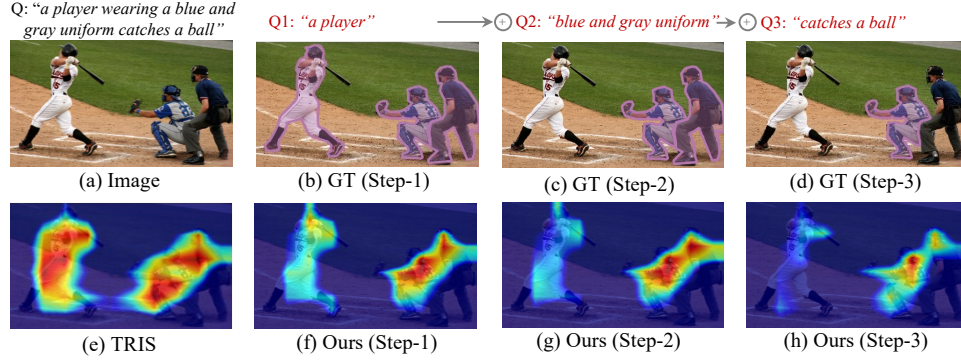 Q: “a player wearing a blue and
gray uniform catches a ball”
Q1: “a player”
+
Q2: “blue and gray uniform”
+
Q3: “catches a ball”
(a) Image
(b) GT (Step-1)
(c) GT (Step-2)
(d) GT (Step-3)
(e) TRIS
(f) Ours (Step-1)
(g) Ours (Step-2)
(h) Ours (Step-3)